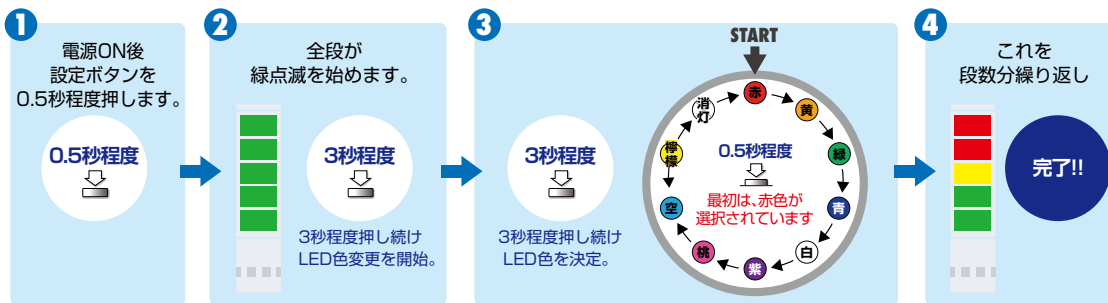 1
電源ON後
設定ボタンを
0.5秒程度押します。
0.5秒程度
2
全段が
緑点滅を始めます。
3秒程度
3秒程度押し続け
LED色変更を開始。
3
3秒程度
3秒程度押し続け
LED色を決定。
START
赤
黄
緑
青
白
紫
桃
空
檸檬
消灯
0.5秒程度
最初は、赤色が
選択されています
4
これを
段数分繰り返し
完了!!